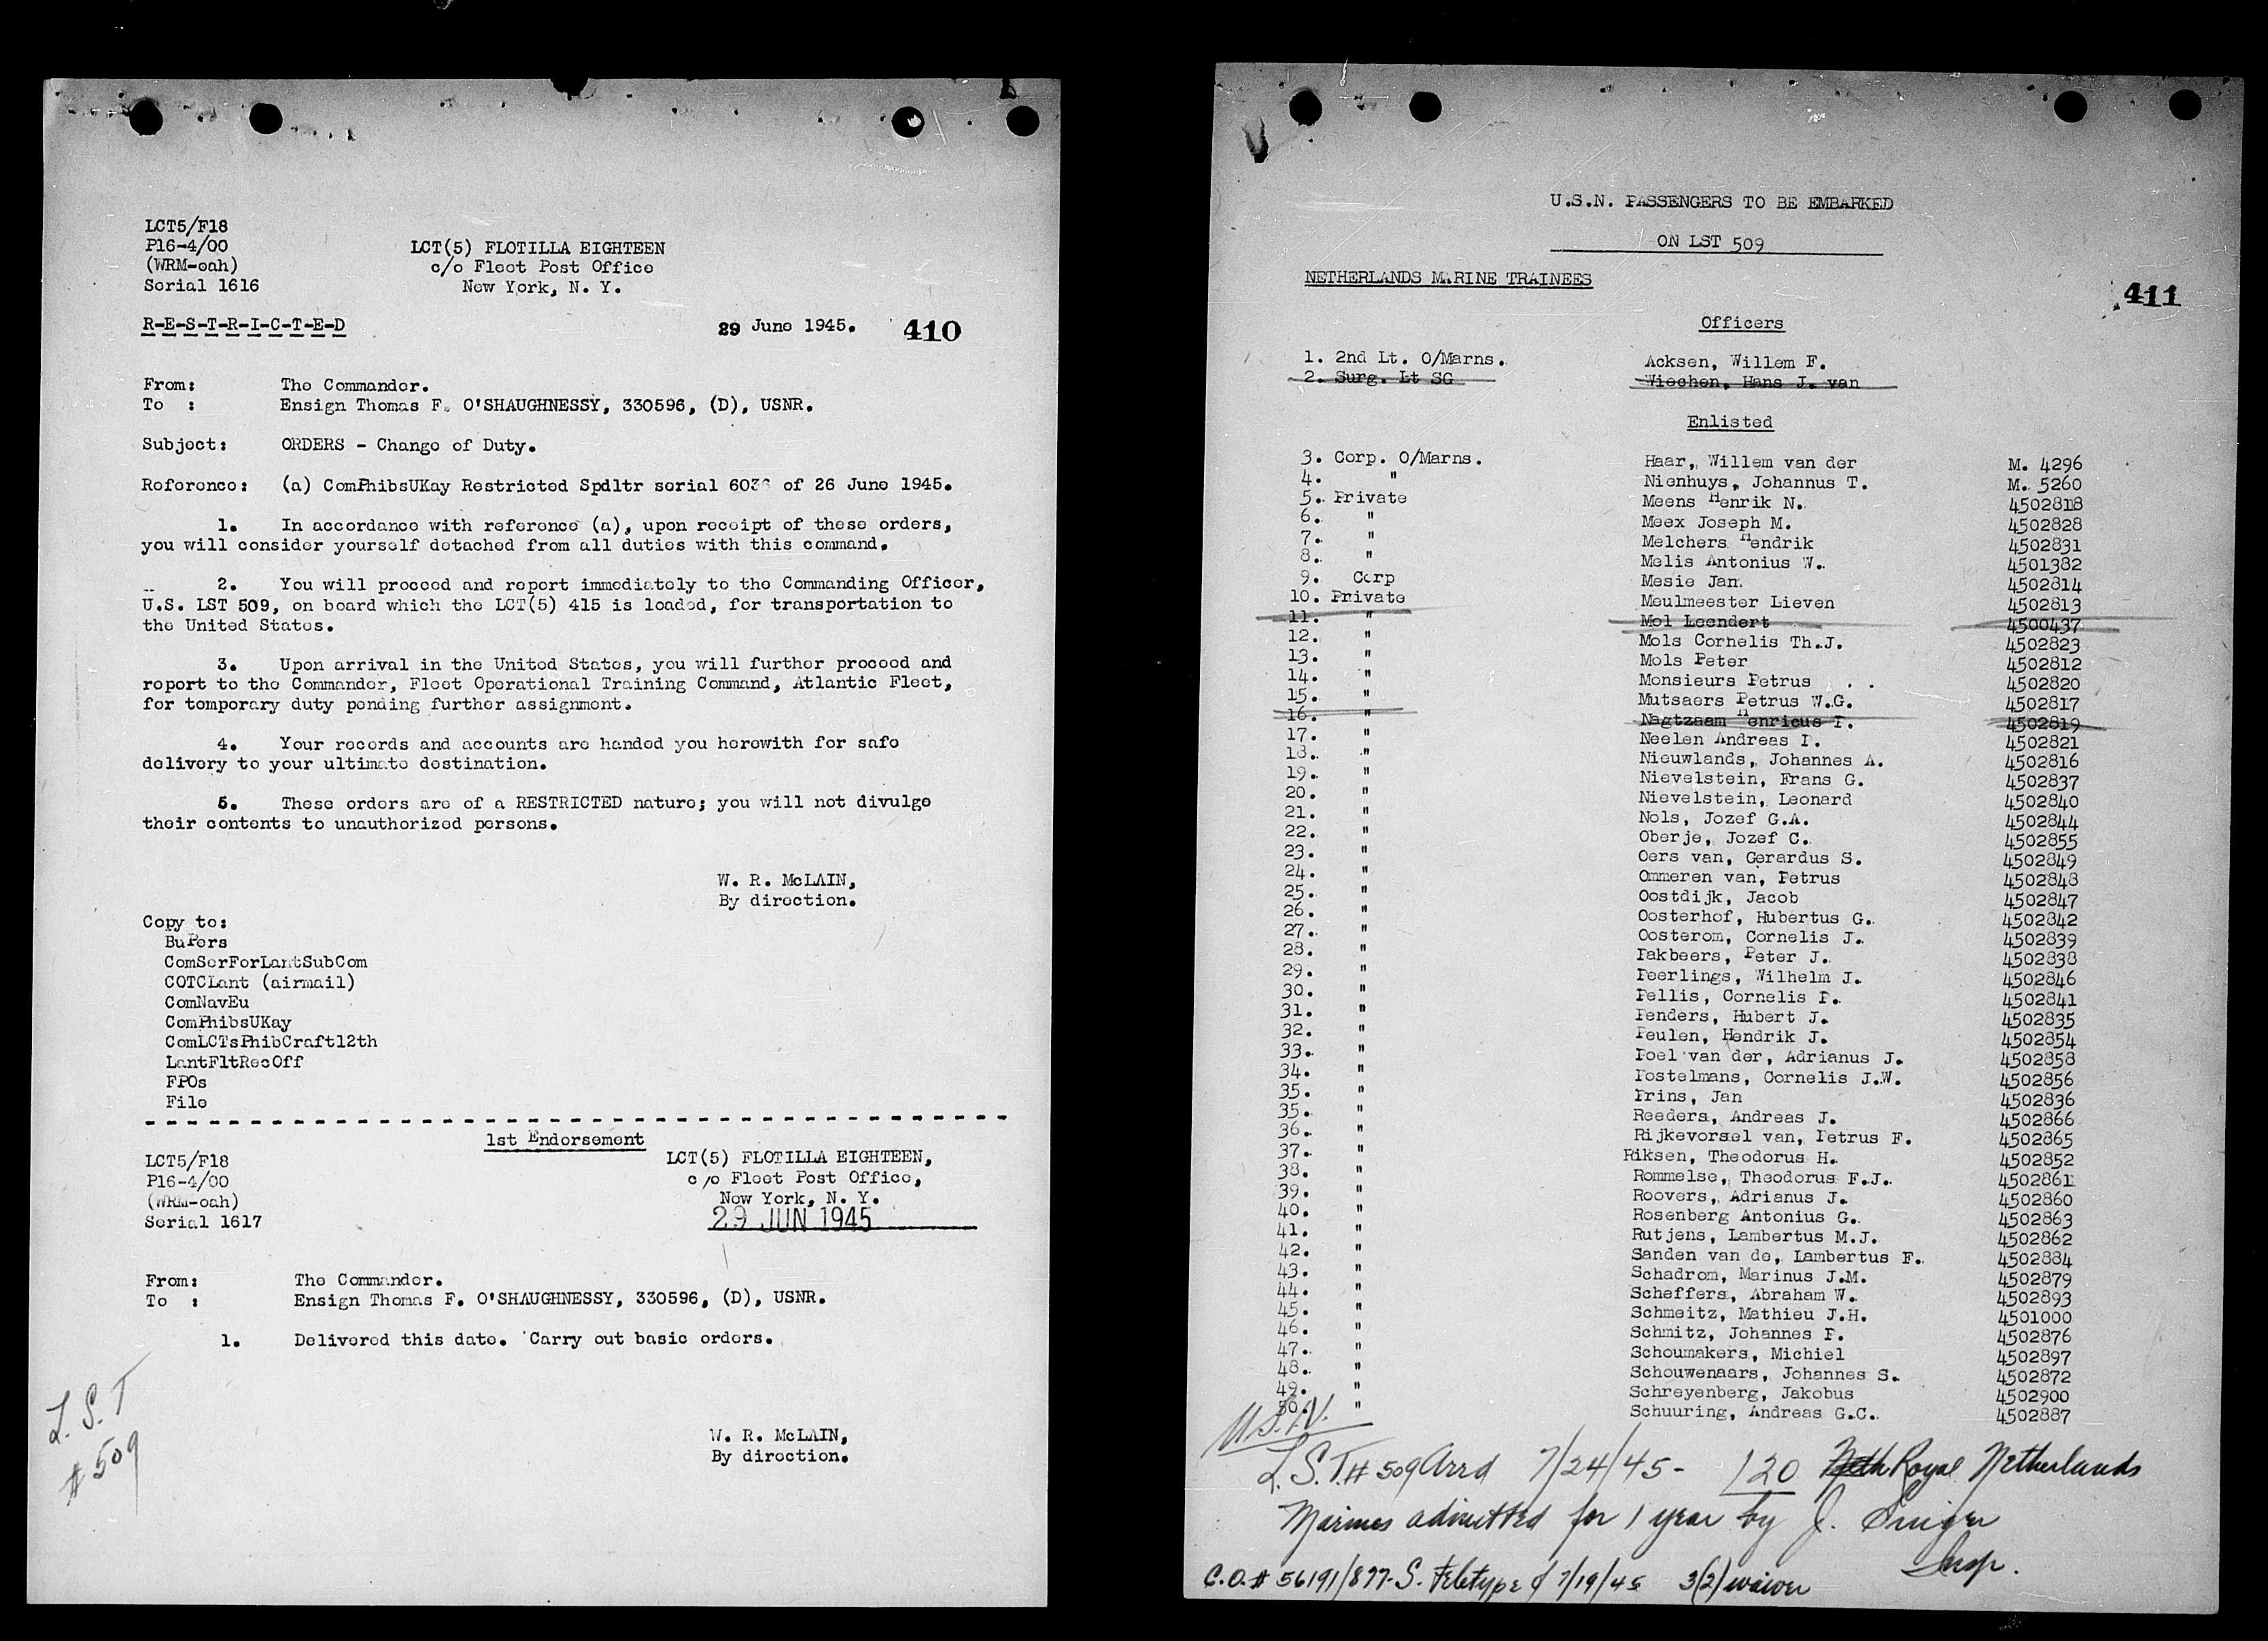 LCT5/F18
P16-4/00
(WRM-oah)
Serial 1616
LCT(5) FLOTILLA EIGHTEEN
c/o Fleet Post Office
New York, N. Y.
R-E-S-T-R-I-C-T-E-D
29 June 1945.
410
From: The Commander.
To : Ensign Thomas F. O'SHAUGHNESSY, 330596, (D), USNR.
Subject: ORDERS - Change of Duty.
Reference: (a) ComPhibsUKay Restricted Spdltr serial of 26 June 1945.
1. In accordance with reference (a), upon receipt of these orders,
you will consider yourself detached from all duties with this command.
2. You will proceed and report immediately to the Commanding Officer,
U.S. LST 509, on board which the LCT(5) 415 is loaded, for transportation to
the United States.
3. Upon arrival in the United States, you will further proceed and
report to the Commander, Fleet Operational Training Command, Atlantic Fleet,
for temporary duty pending further assignment.
4. Your records and accounts are handed you herewith for safe
delivery to your ultimate destination.
5. These orders are of a RESTRICTED nature; you will not divulge
their contents to unauthorized persons.
W. R. McLAIN,
By direction.
Copy to:
BuPers
ComSerForLantSubCom
COTCLant (airmail)
ComNavEu
ComPhibsUKay
ComLCTsPhibCraft12th
LantFltRecOff
FPOs
File
1st Endorsement
LCT5/F18
P16-4/00
(WRM-oah)
Serial 1617
LCT(5) FLOTILLA EIGHTEEN,
c/o Fleet Post Office,
New York, N. Y.
29 JUN 1945
From: The Commander.
To : Ensign Thomas F. O'SHAUGHNESSY, 330596, (D), USNR.
1. Delivered this date. Carry out basic orders.
W. R. McLAIN,
By direction.
L.S.T
# 509
U.S.N. PASSENGERS TO BE EMBARKED
ON LST 509
NETHERLANDS MARINE TRAINEES
411
Officers
1. 2nd Lt. O/Marns. Acksen, Willem F.
2. Surg. Lt SG Wiechen, Hans J. van
Enlisted
3. Corp. O/Marns. Haar, Willem van der M. 4296
4. " Nienhuys, Johannus T. M. 5260
5. Private Meens Henrik N. 4502818
6. " Meex Joseph M. 4502828
7. " Melchers Hendrik 4502831
8. " Melis Antonius W. 4501382
9. Corp Mesie Jan. 4502814
10. Private Meulmeester Lieven 4502813
11. " Mol Leendert 4500437
12. " Mols Cornelis Th.J. 4502823
13. " Mols Peter 4502812
14. " Monsieurs Petrus 4502820
15. " Mutsaers Petrus W.G. 4502817
16. " Nagtzaam Henricus P. 4502819
17. " Neelen Andreas P. 4502821
18. " Nieuwlands, Johannes A. 4502816
19. " Nievelstein, Frans G. 4502837
20. " Nievelstein, Leonard 4502840
21. " Nols, Jozef G.A. 4502844
22. " Oberje, Jozef C. 4502855
23. " Oers van, Gerardus S. 4502849
24. " Ommeren van, Petrus 4502848
25. " Oostdijk, Jacob 4502847
26. " Oosterhof, Hubertus G. 4502842
27. " Oosterom, Cornelis J. 4502839
28. " Pakbeers, Peter J. 4502838
29. " Peerlings, Wilhelm J. 4502846
30. " Pellis, Cornelis P. 4502841
31. " Penders, Hubert J. 4502835
32. " Peulen, Hendrik J. 4502854
33. " Poel van der, Adrianus J. 4502858
34. " Postelmans, Cornelis J.W. 4502856
35. " Prins, Jan 4502836
35. " Reeders, Andreas J. 4502866
36. " Rijkevorsel van, Petrus F. 4502865
37. " Riksen, Theodorus H. 4502852
38. " Rommelse, Theodorus F.J. 4502861
39. " Roovers, Adrianus J. 4502860
40. " Rosenberg Antonius G. 4502863
41. " Rutjens, Lambertus M.J. 4502862
42. " Sanden van de, Lambertus F. 4502884
43. " Schadrom, Marinus J.M. 4502879
44. " Scheffers, Abraham W. 4502893
45. " Schmeitz, Mathieu J.H. 4501000
46. " Schmitz, Johannes P. 4502876
47. " Schoumakers, Michiel 4502897
48. " Schouwenaars, Johannes S. 4502872
49. " Schreyenberg, Jakobus 4502900
50. " Schuuring, Andreas G.C. 4502887
U.S.N.
L.S.T.# 509 Arrd 7/24/45 - 120 Neth Royal Netherlands
Marines admitted for 1 year by J.
Insp.
C.O.# 56191/877-S. Teletype of 7/19/45 3(2) waiver